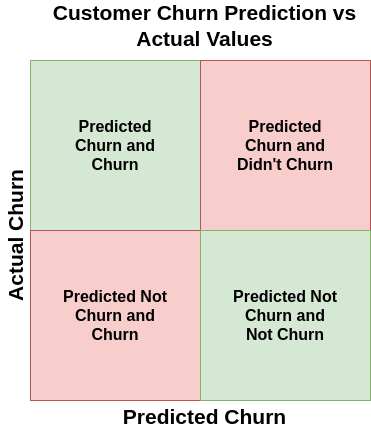 Customer Churn Prediction vs
Actual Values
Predicted
Churn and
Churn
Predicted
Churn and
Didn't Churn
Actual Churn
Predicted Not
Churn and
Churn
Predicted Not
Churn and
Not Churn
Predicted Churn